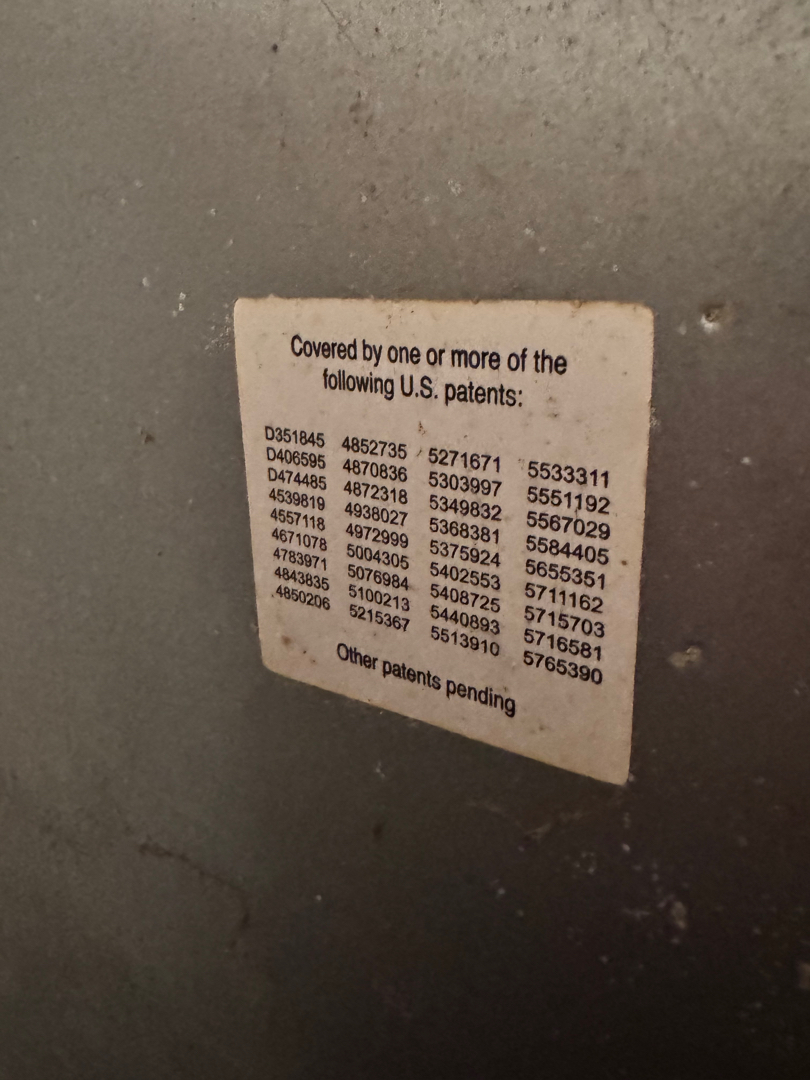 Covered by one or more of the
following U.S. patents:
D351845 4852735 5271671 5533311
D406595 4870836 5303997 5551192
D474485 4872318 5349832 5567029
4539819 4938027 5368381 5584405
4557118 4972999 5375924 5655351
4671078 5004305 5402553 5711162
4783971 5076984 5408725 5715703
4843835 5100213 5440893 5716581
4850206 5215367 5513910 5765390
Other patents pending